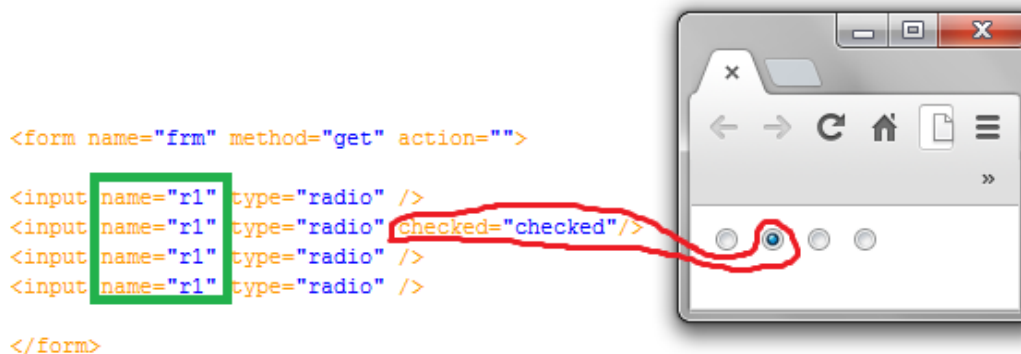 <form name="frm" method="get" action="">
<input name="r1" type="radio" />
<input name="r1" type="radio" checked="checked"/>
<input name="r1" type="radio" />
<input name="r1" type="radio" />
</form>